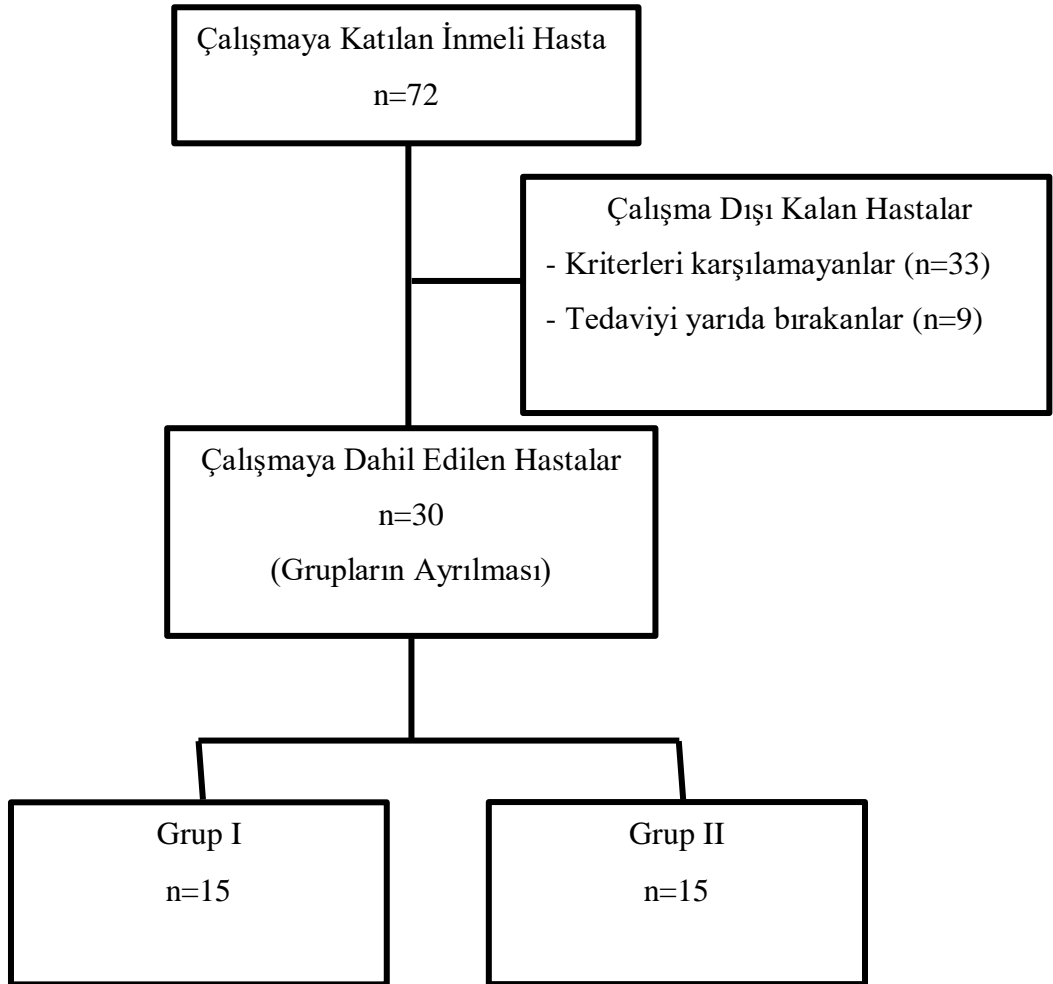 Çalışmaya Katılan İnmeli Hasta
n=72
Çalışma Dışı Kalan Hastalar
- Kriterleri karşılamayanlar (n=33)
- Tedaviyi yarıda bırakanlar (n=9)
Çalışmaya Dahil Edilen Hastalar
n=30
(Grupların Ayrılması)
Grup I
n=15
Grup II
n=15